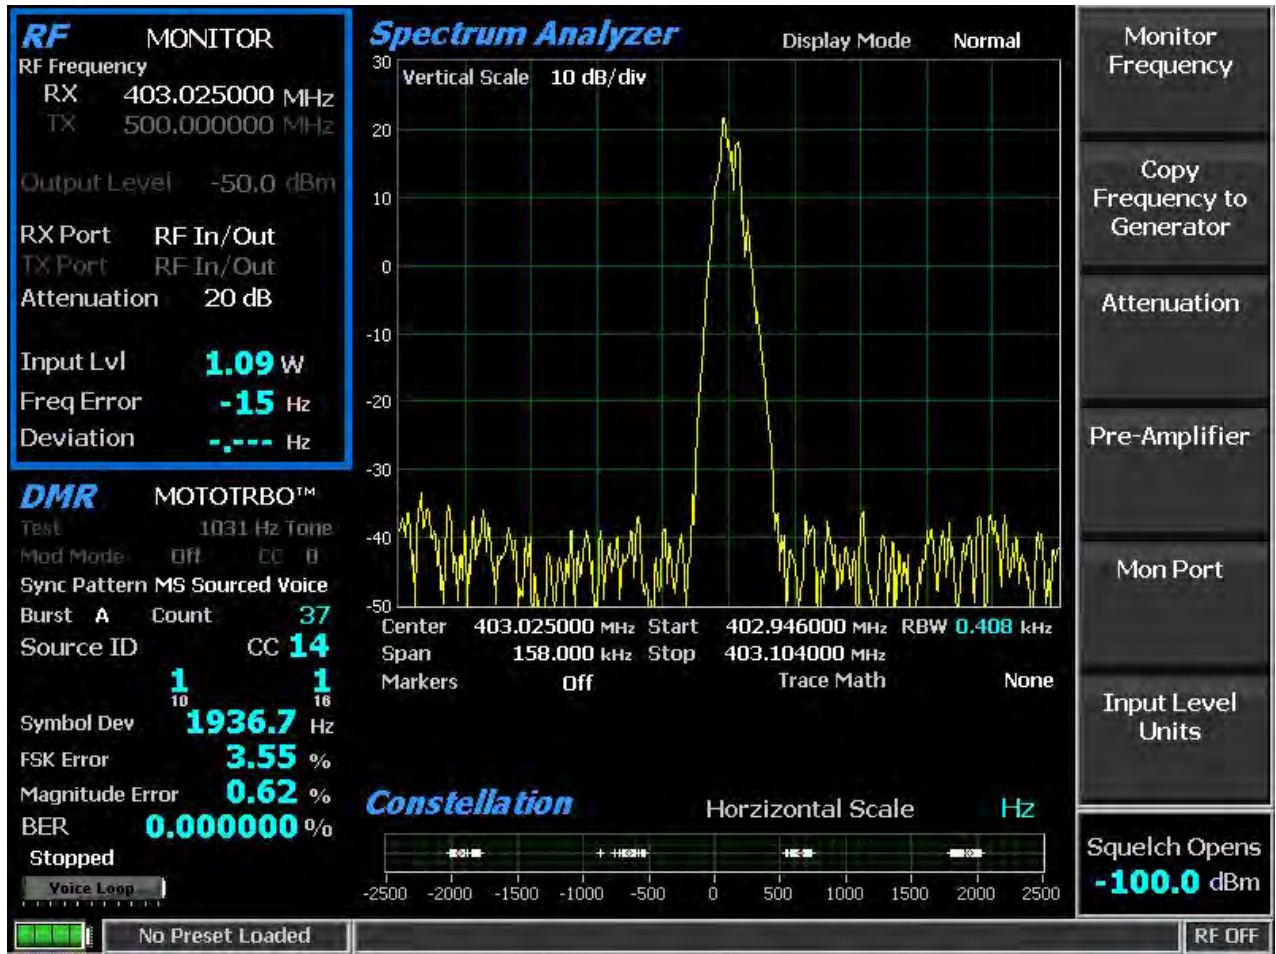 RF MONITOR
RF Frequency
RX 403.025000 MHz
TX 500.000000 MHz
Output Level -50.0 dBm
RX Port RF In/Out
TX Port RF In/Out
Attenuation 20 dB
Input Lvl 1.09 W
Freq Error -15 Hz
Deviation -.--- Hz
DMR MOTOTRBO™
Test 1031 Hz Tone
Mod Mode Off CC 0
Sync Pattern MS Sourced Voice
Burst A Count 37
Source ID CC 14
1 1
10 16
Symbol Dev 1936.7 Hz
FSK Error 3.55 %
Magnitude Error 0.62 %
BER 0.000000 %
Stopped
Voice Loop
Spectrum Analyzer Display Mode Normal
Vertical Scale 10 dB/div
30
20
10
0
-10
-20
-30
-40
-50
Center 403.025000 MHz Start 402.946000 MHz RBW 0.408 kHz
Span 158.000 kHz Stop 403.104000 MHz
Markers Off Trace Math None
Constellation Horzizontal Scale Hz
-2500 -2000 -1500 -1000 -500 0 500 1000 1500 2000 2500
Monitor
Frequency
Copy
Frequency to
Generator
Attenuation
Pre-Amplifier
Mon Port
Input Level
Units
Squelch Opens
-100.0 dBm
No Preset Loaded
RF OFF